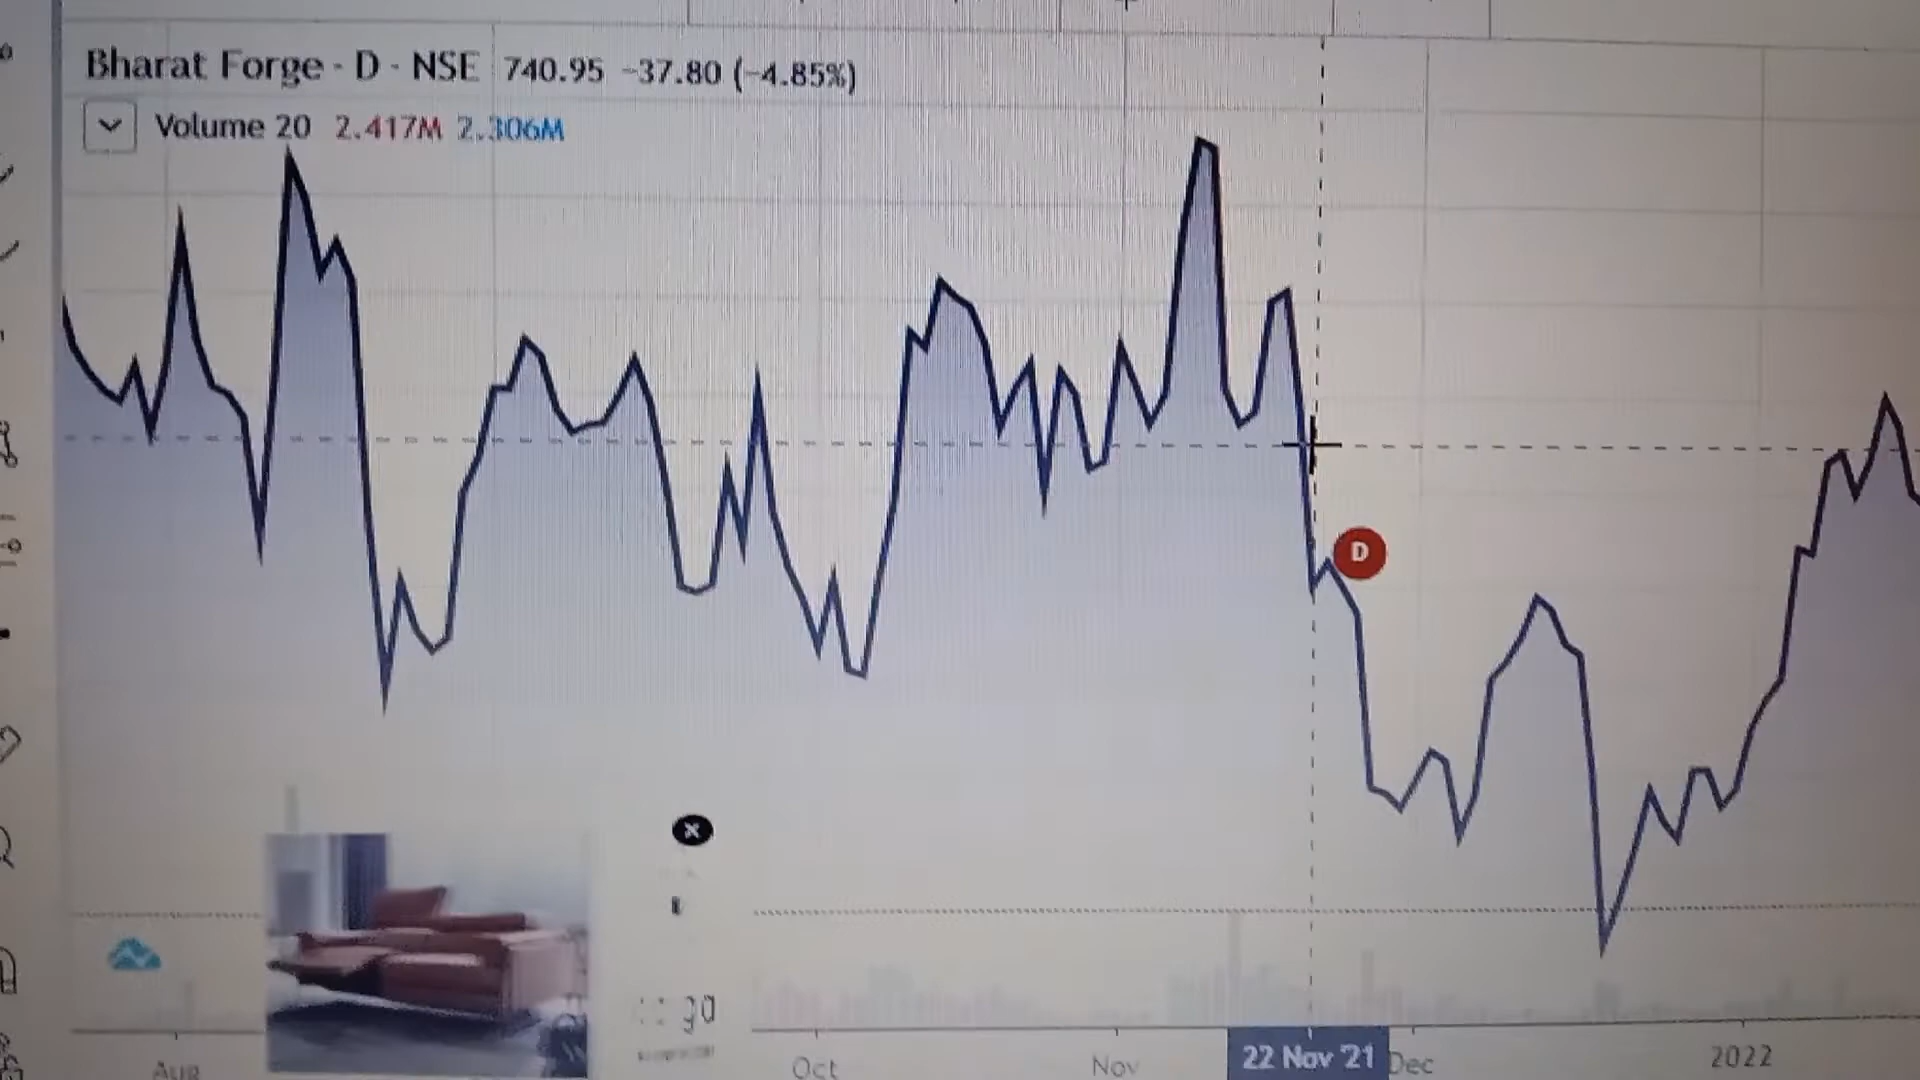 Bharat Forge · D · NSE 740.95 −37.80 (−4.85%)
Volume 20 2.417M 2.306M
D
30
Aug Oct Nov 22 Nov '21 Dec 2022